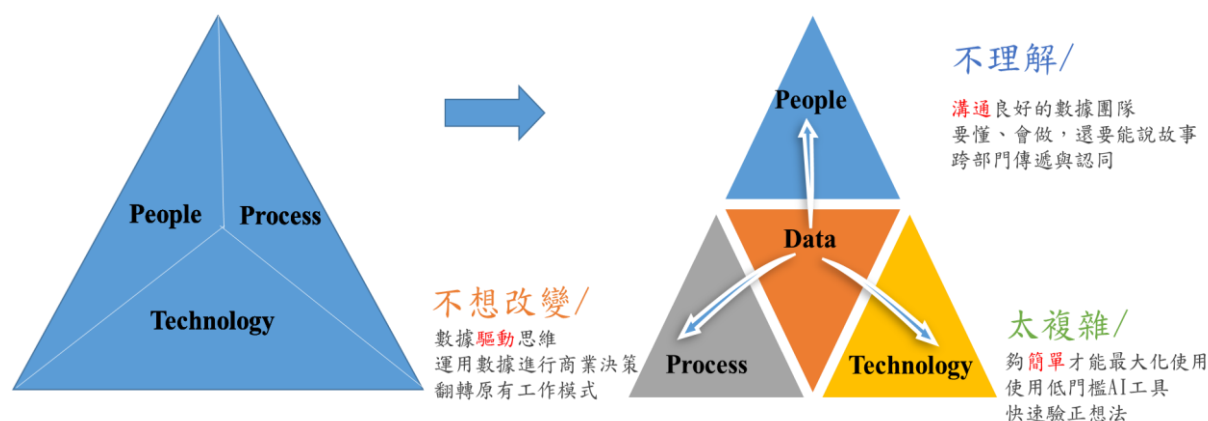 People
Process
Technology
People
Data
Process
Technology
不理解/
溝通良好的數據團隊
要懂、會做，還要能說故事
跨部門傳遞與認同
不想改變/
數據驅動思維
運用數據進行商業決策
翻轉原有工作模式
太複雜/
夠簡單才能最大化使用
使用低門檻AI工具
快速驗正想法